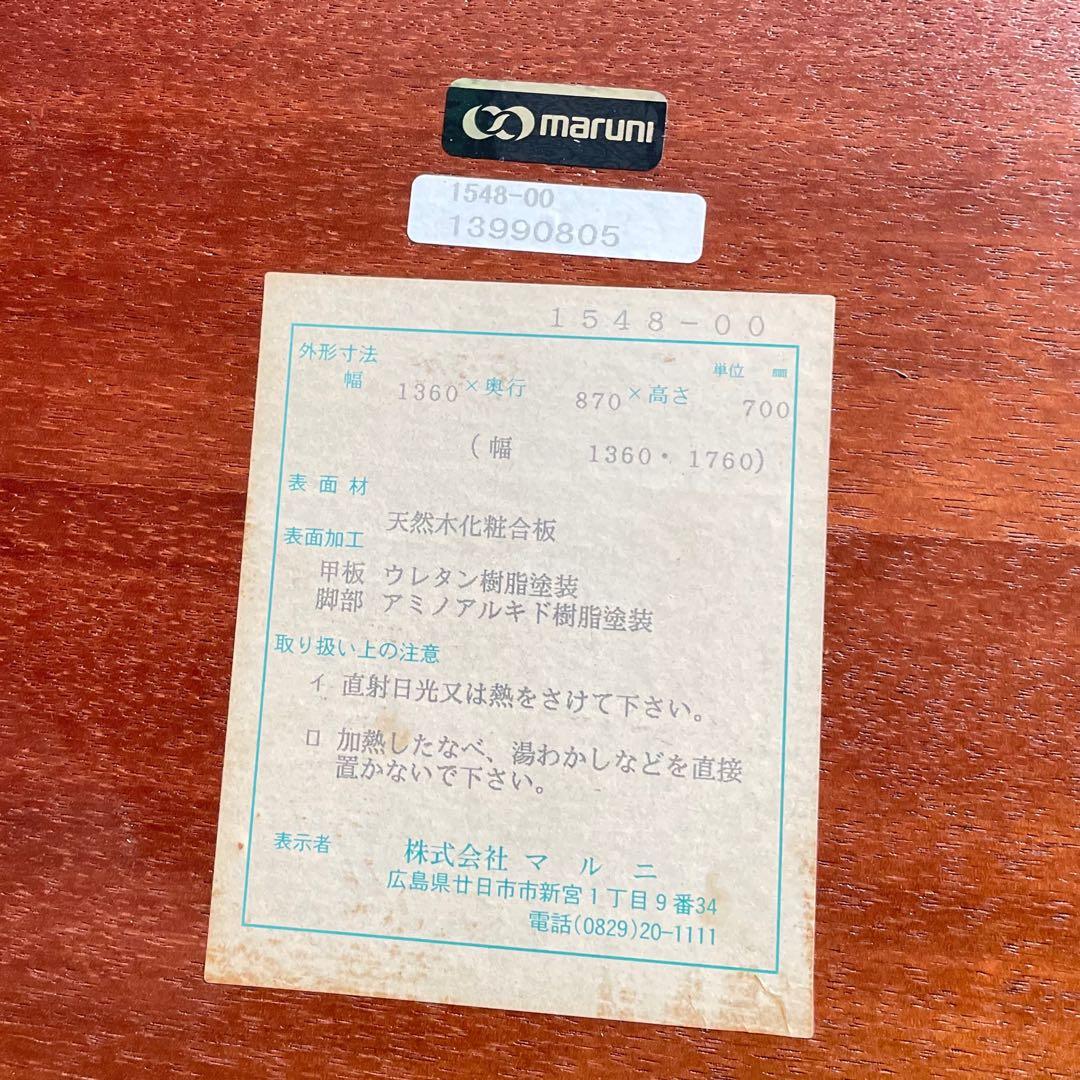 maruni
1548-00
13990805
1548-00
外形寸法 単位 ㎜
幅 1360 × 奥行 870 × 高さ 700
(幅 1360・1760)
表面材
天然木化粧合板
表面加工
甲板 ウレタン樹脂塗装
脚部 アミノアルキド樹脂塗装
取り扱い上の注意
イ 直射日光又は熱をさけて下さい。
ロ 加熱したなべ、湯わかしなどを直接
置かないで下さい。
表示者 株式会社 マルニ
広島県廿日市市新宮1丁目9番34
電話(0829)20-1111